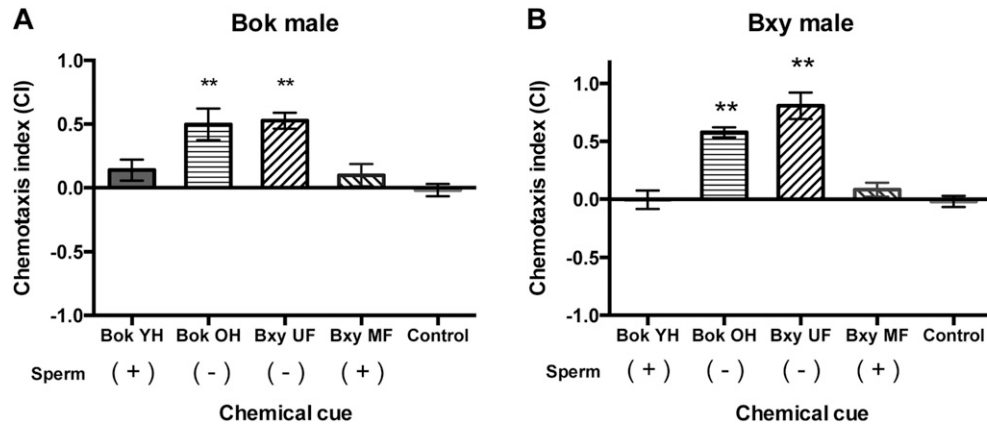 A
Bok male
Chemotaxis index (CI)
1.0
0.5
0.0
-0.5
-1.0
**
**
Bok YH
Bok OH
Bxy UF
Bxy MF
Control
Sperm
( + )
( - )
( - )
( + )
Chemical cue
B
Bxy male
Chemotaxis index (CI)
1.0
0.5
0.0
-0.5
-1.0
**
**
Bok YH
Bok OH
Bxy UF
Bxy MF
Control
Sperm
( + )
( - )
( - )
( + )
Chemical cue